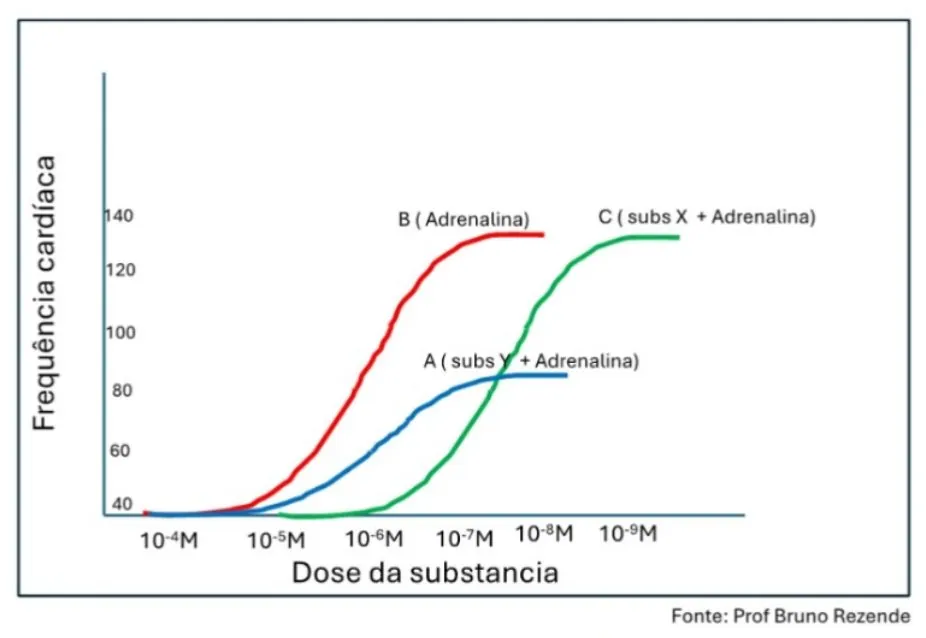 Frequência cardíaca
140
120
100
80
60
40
B ( Adrenalina)
C ( subs X + Adrenalina)
A ( subs Y + Adrenalina)
10⁻⁴M 10⁻⁵M 10⁻⁶M 10⁻⁷M 10⁻⁸M 10⁻⁹M
Dose da substancia
Fonte: Prof Bruno Rezende